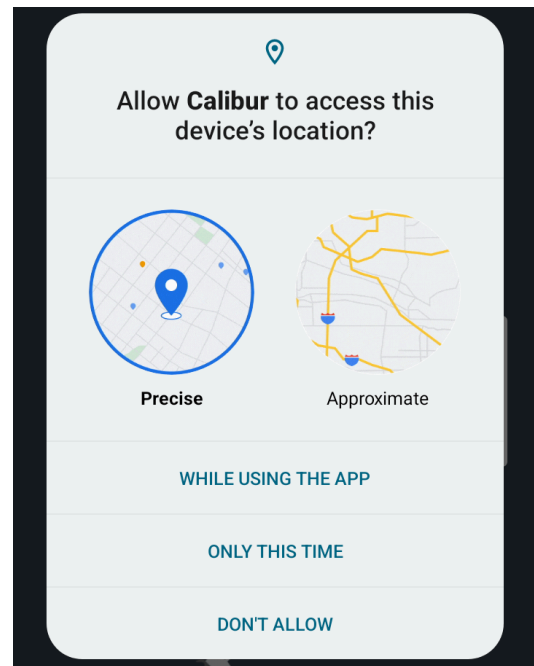 Allow Calibur to access this
device’s location?
Precise
Approximate
WHILE USING THE APP
ONLY THIS TIME
DON'T ALLOW